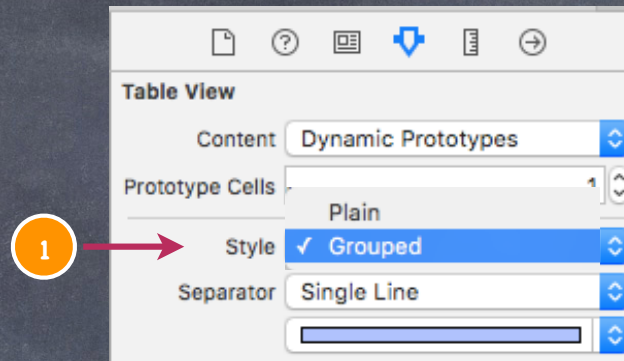 Table View
Content Dynamic Prototypes
Prototype Cells 1
Plain
1 Style ✓ Grouped
Separator Single Line